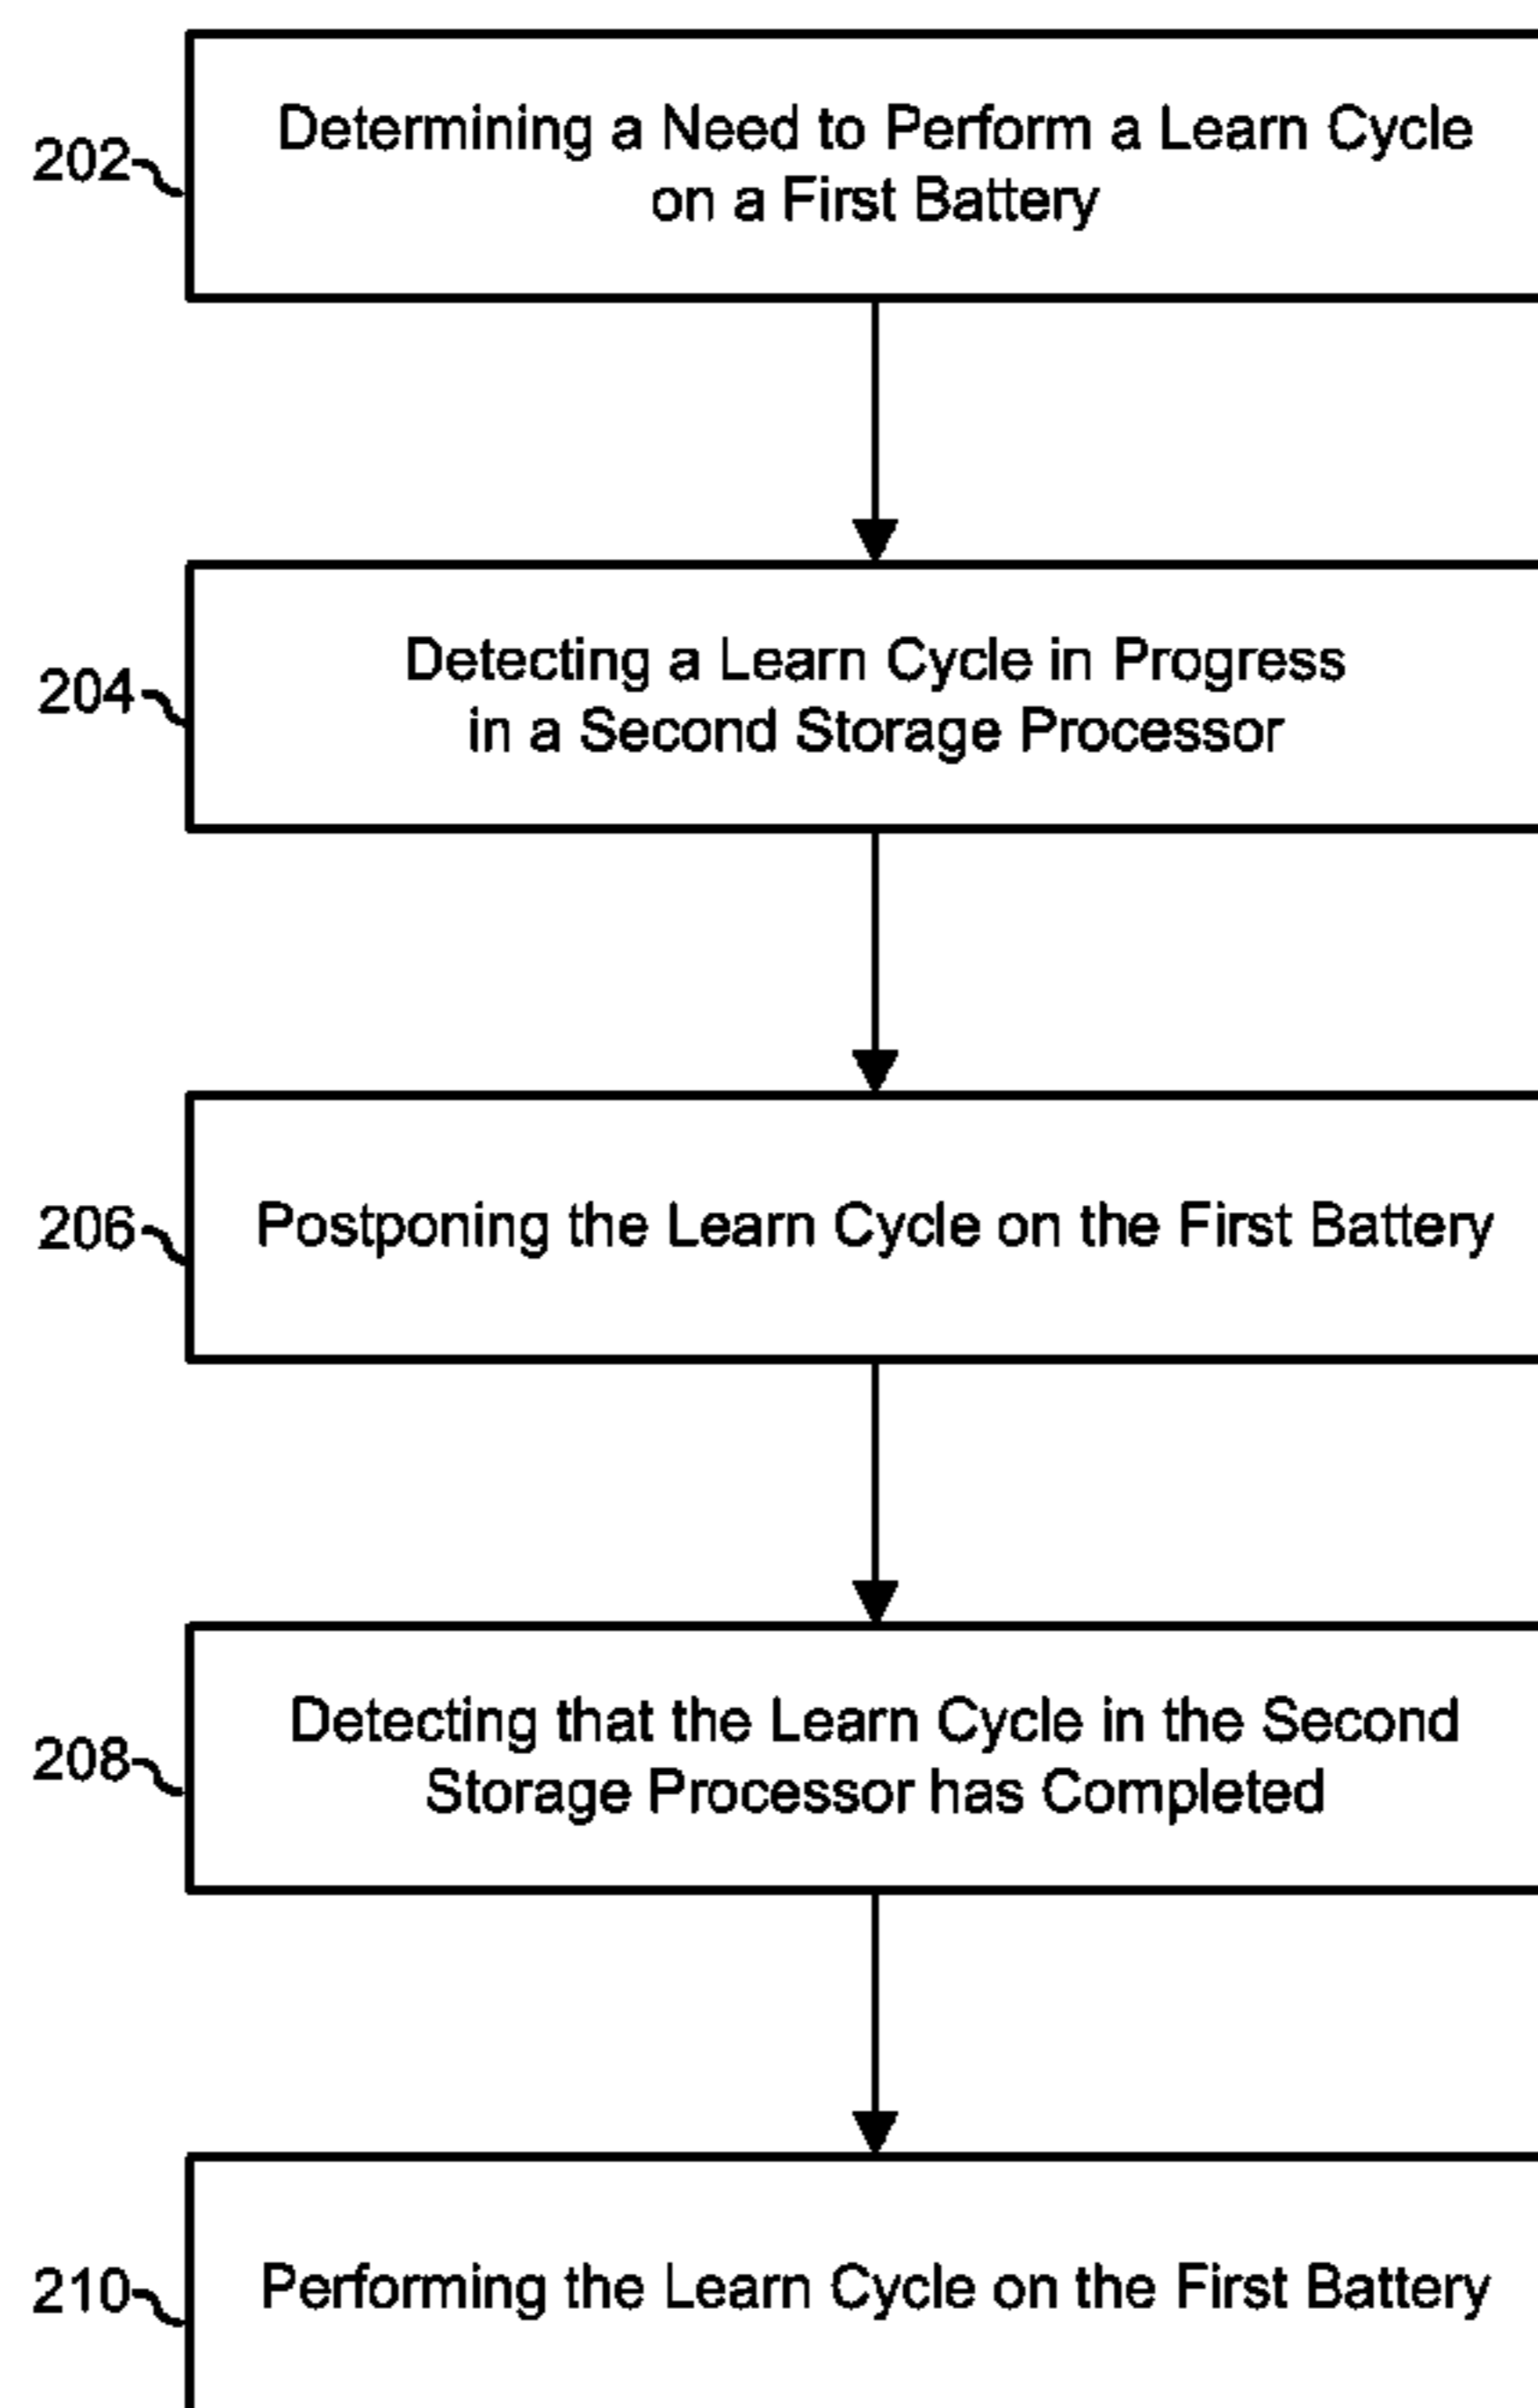 202
Determining a Need to Perform a Learn Cycle
on a First Battery
204
Detecting a Learn Cycle in Progress
in a Second Storage Processor
206
Postponing the Learn Cycle on the First Battery
208
Detecting that the Learn Cycle in the Second
Storage Processor has Completed
210
Performing the Learn Cycle on the First Battery